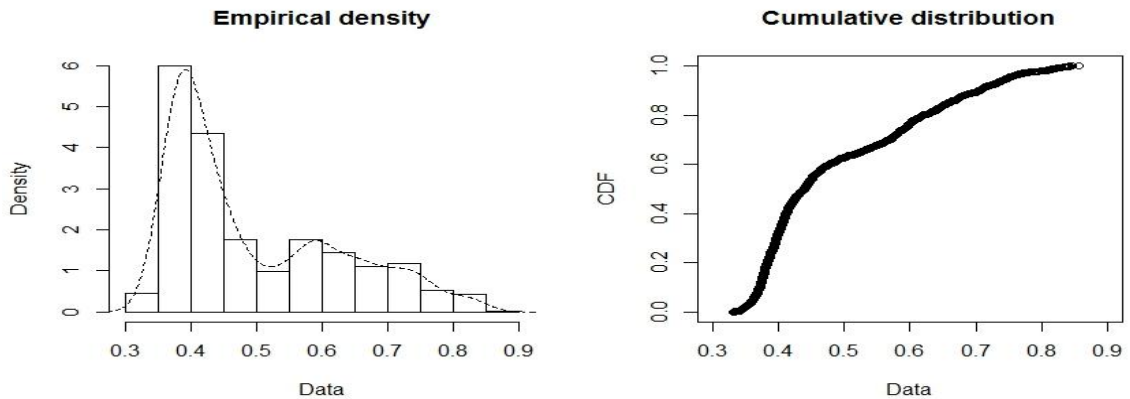 Empirical density
Density
0 1 2 3 4 5 6
0.3 0.4 0.5 0.6 0.7 0.8 0.9
Data
Cumulative distribution
CDF
0.0 0.2 0.4 0.6 0.8 1.0
0.3 0.4 0.5 0.6 0.7 0.8 0.9
Data